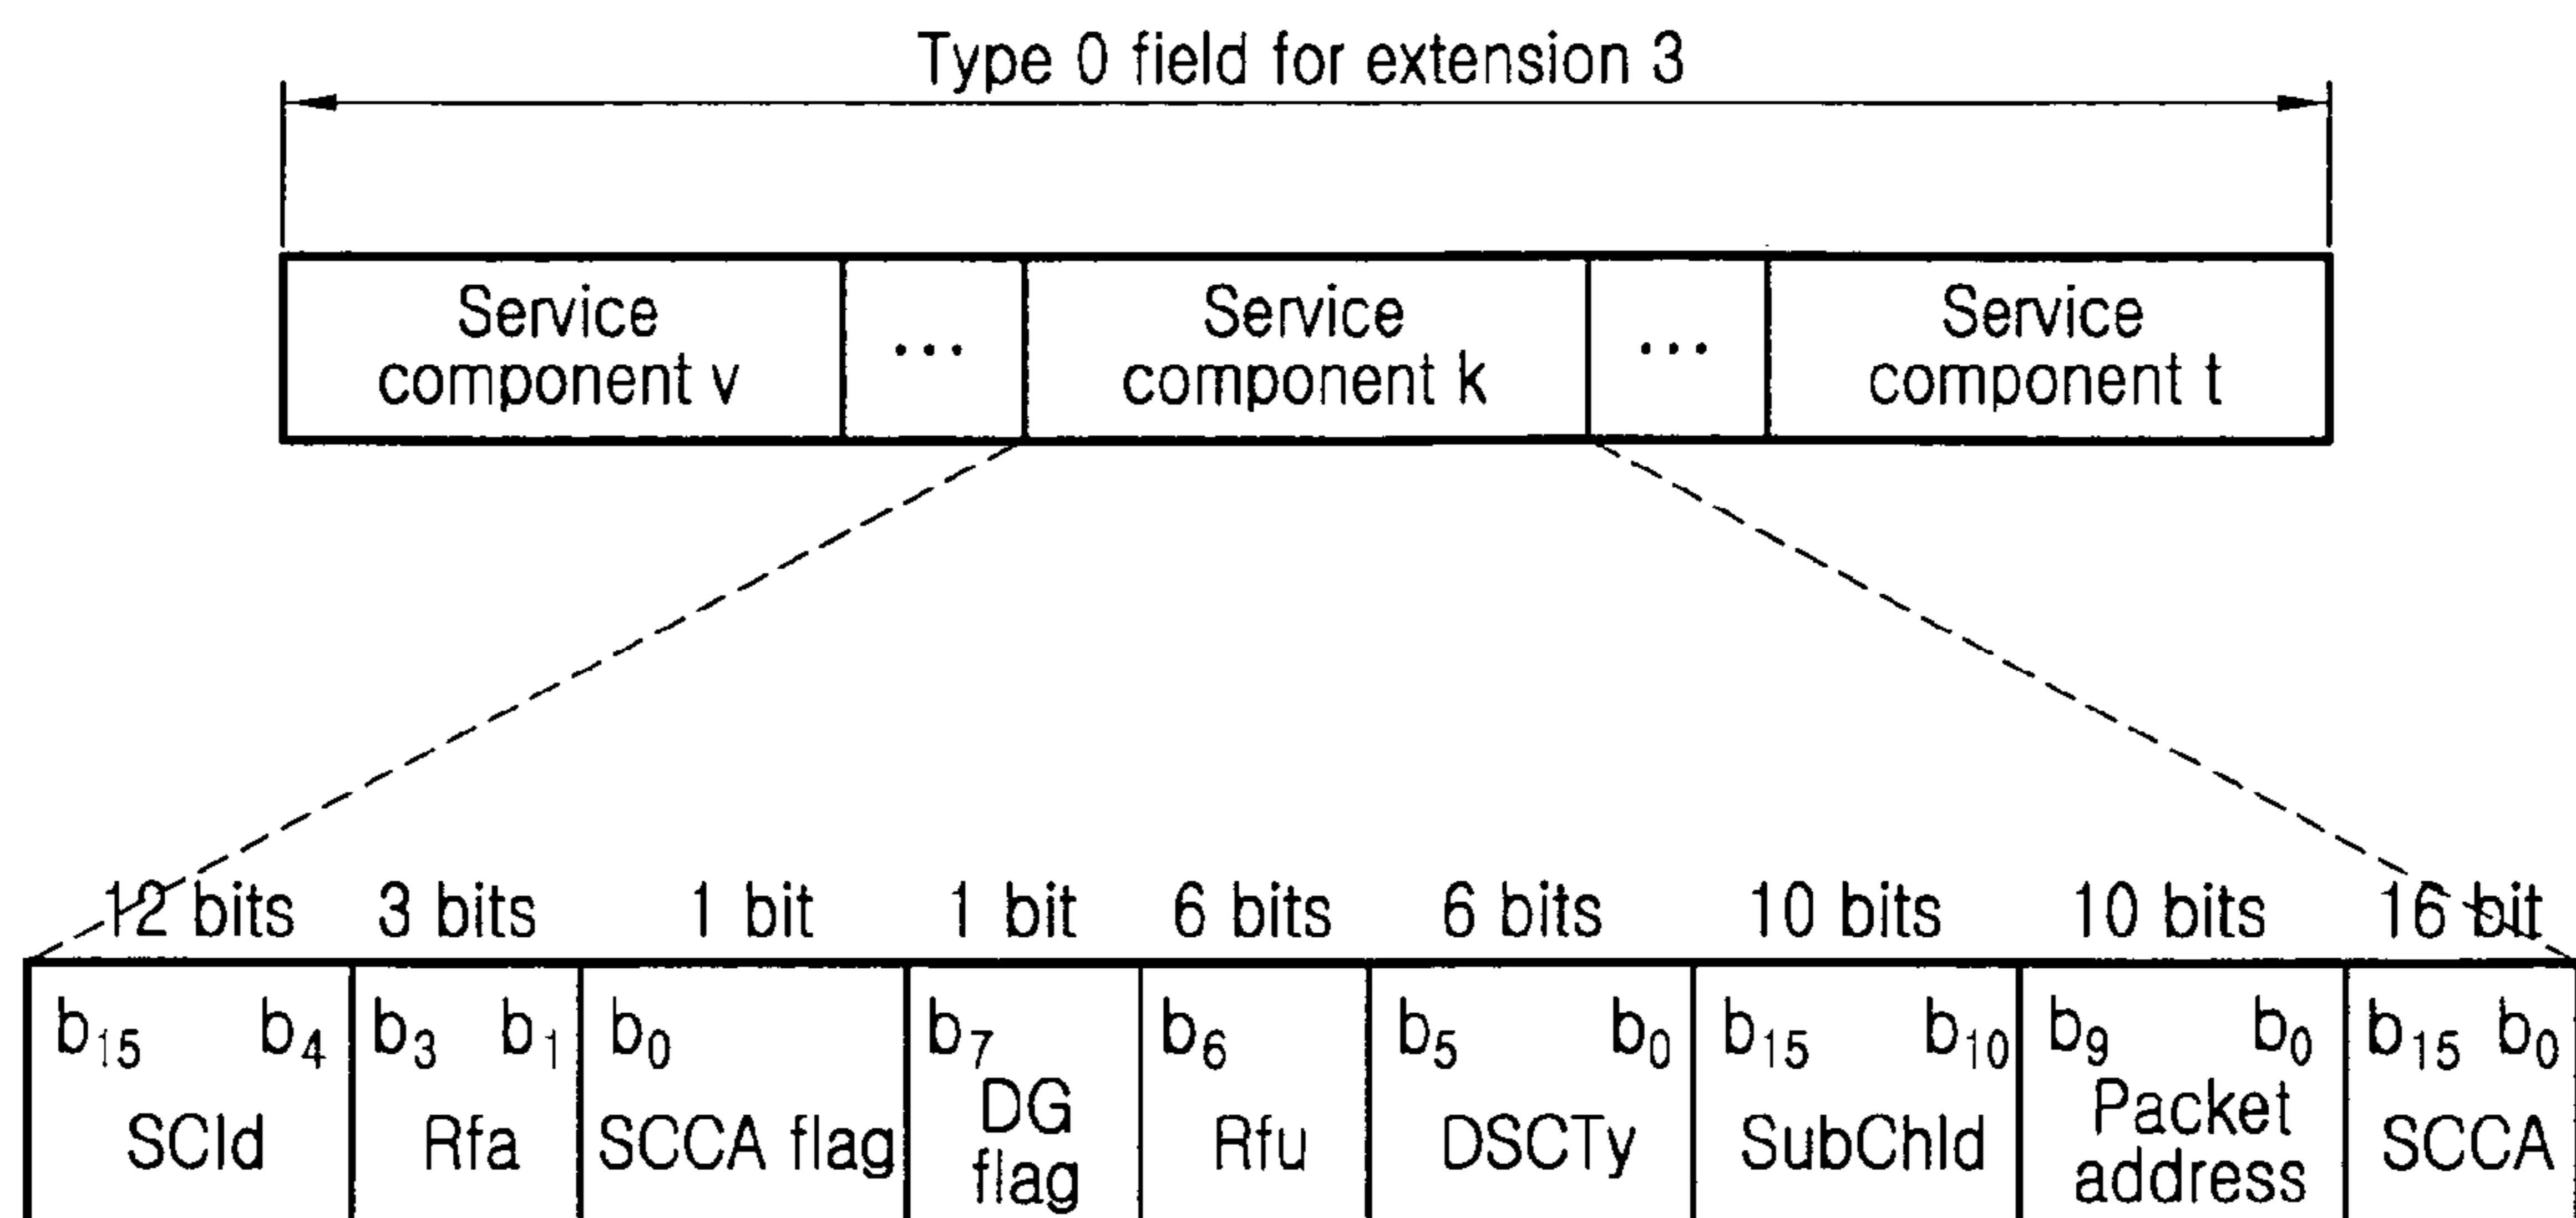 Type 0 field for extension 3
Service component v
...
Service component k
...
Service component t
12 bits 3 bits 1 bit 1 bit 6 bits 6 bits 10 bits 10 bits 16 bit
b15 b4 b3 b1 b0 b7 b6 b5 b0 b15 b10 b9 b0 b15 b0
SCId Rfa SCCA flag DG flag Rfu DSCTy SubChId Packet address SCCA